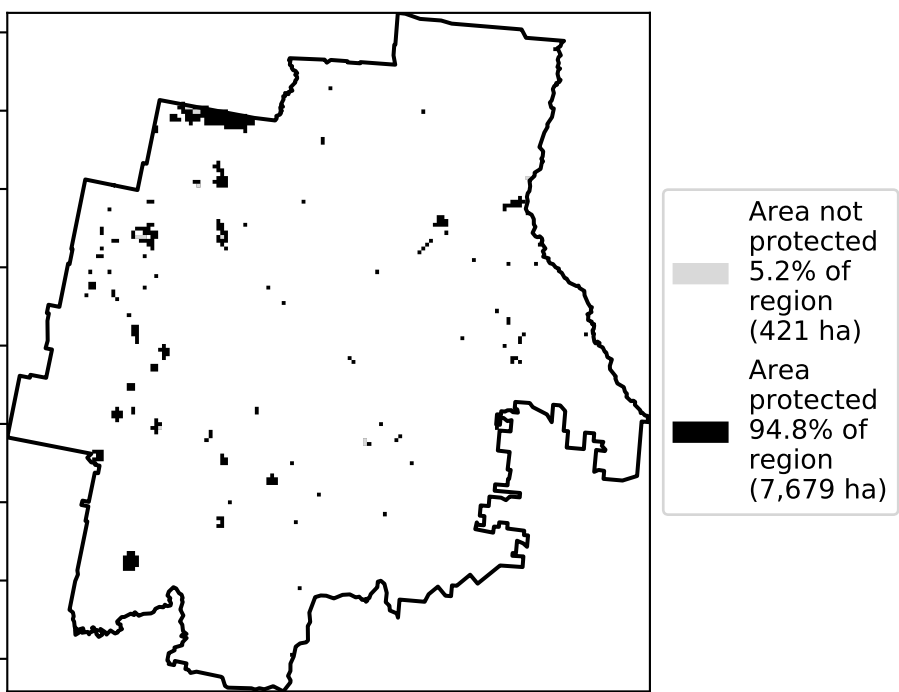 Area not
protected
5.2% of
region
(421 ha)
Area
protected
94.8% of
region
(7,679 ha)